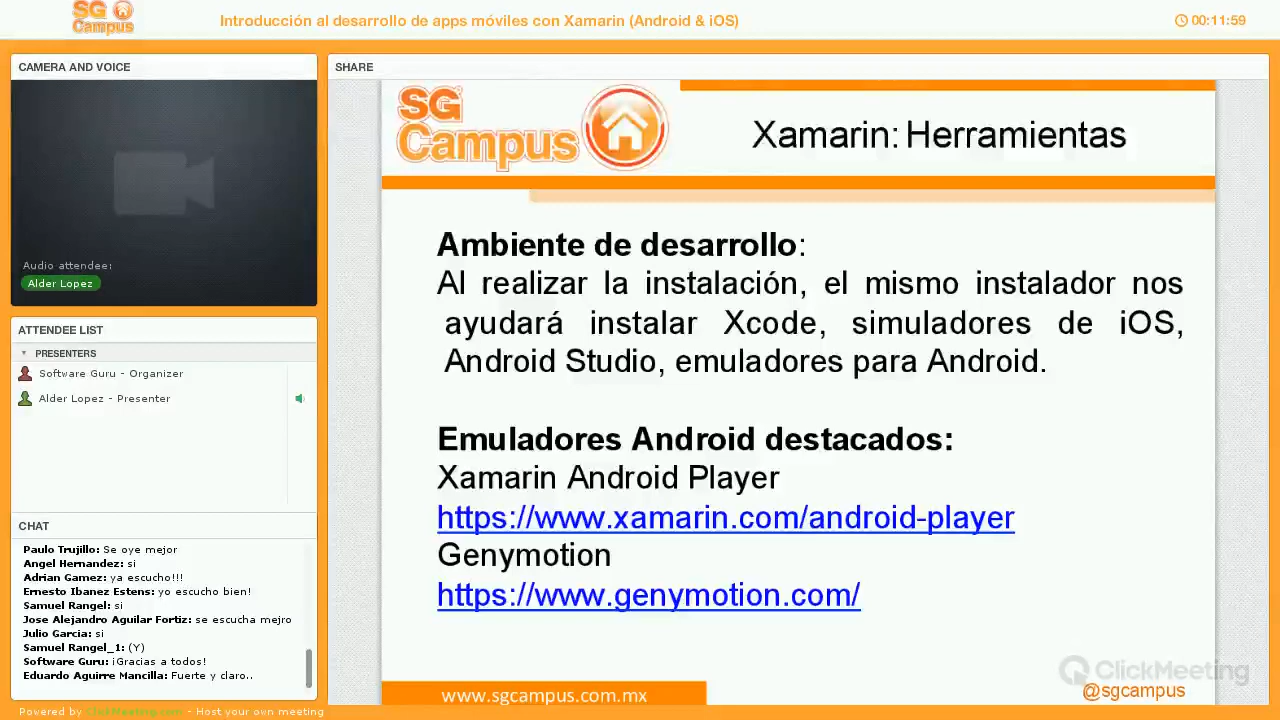 SG
Campus
Introducción al desarrollo de apps móviles con Xamarin (Android & iOS)
00:11:59
CAMERA AND VOICE
Audio attendee:
Alder Lopez
ATTENDEE LIST
PRESENTERS
Software Guru - Organizer
Alder Lopez - Presenter
CHAT
Paulo Trujillo: Se oye mejor
Angel Hernandez: si
Adrian Gamez: ya escucho!!!
Ernesto Ibanez Estens: yo escucho bien!
Samuel Rangel: si
Jose Alejandro Aguilar Fortiz: se escucha mejro
Julio Garcia: si
Samuel Rangel_1: (Y)
Software Guru: ¡Gracias a todos!
Eduardo Aguirre Mancilla: Fuerte y claro..
Powered by ClickMeeting.com - Host your own meeting
SHARE
SG
Campus
Xamarin: Herramientas
Ambiente de desarrollo:
Al realizar la instalación, el mismo instalador nos
ayudará instalar Xcode, simuladores de iOS,
Android Studio, emuladores para Android.
Emuladores Android destacados:
Xamarin Android Player
https://www.xamarin.com/android-player
Genymotion
https://www.genymotion.com/
www.sgcampus.com.mx
ClickMeeting
@sgcampus